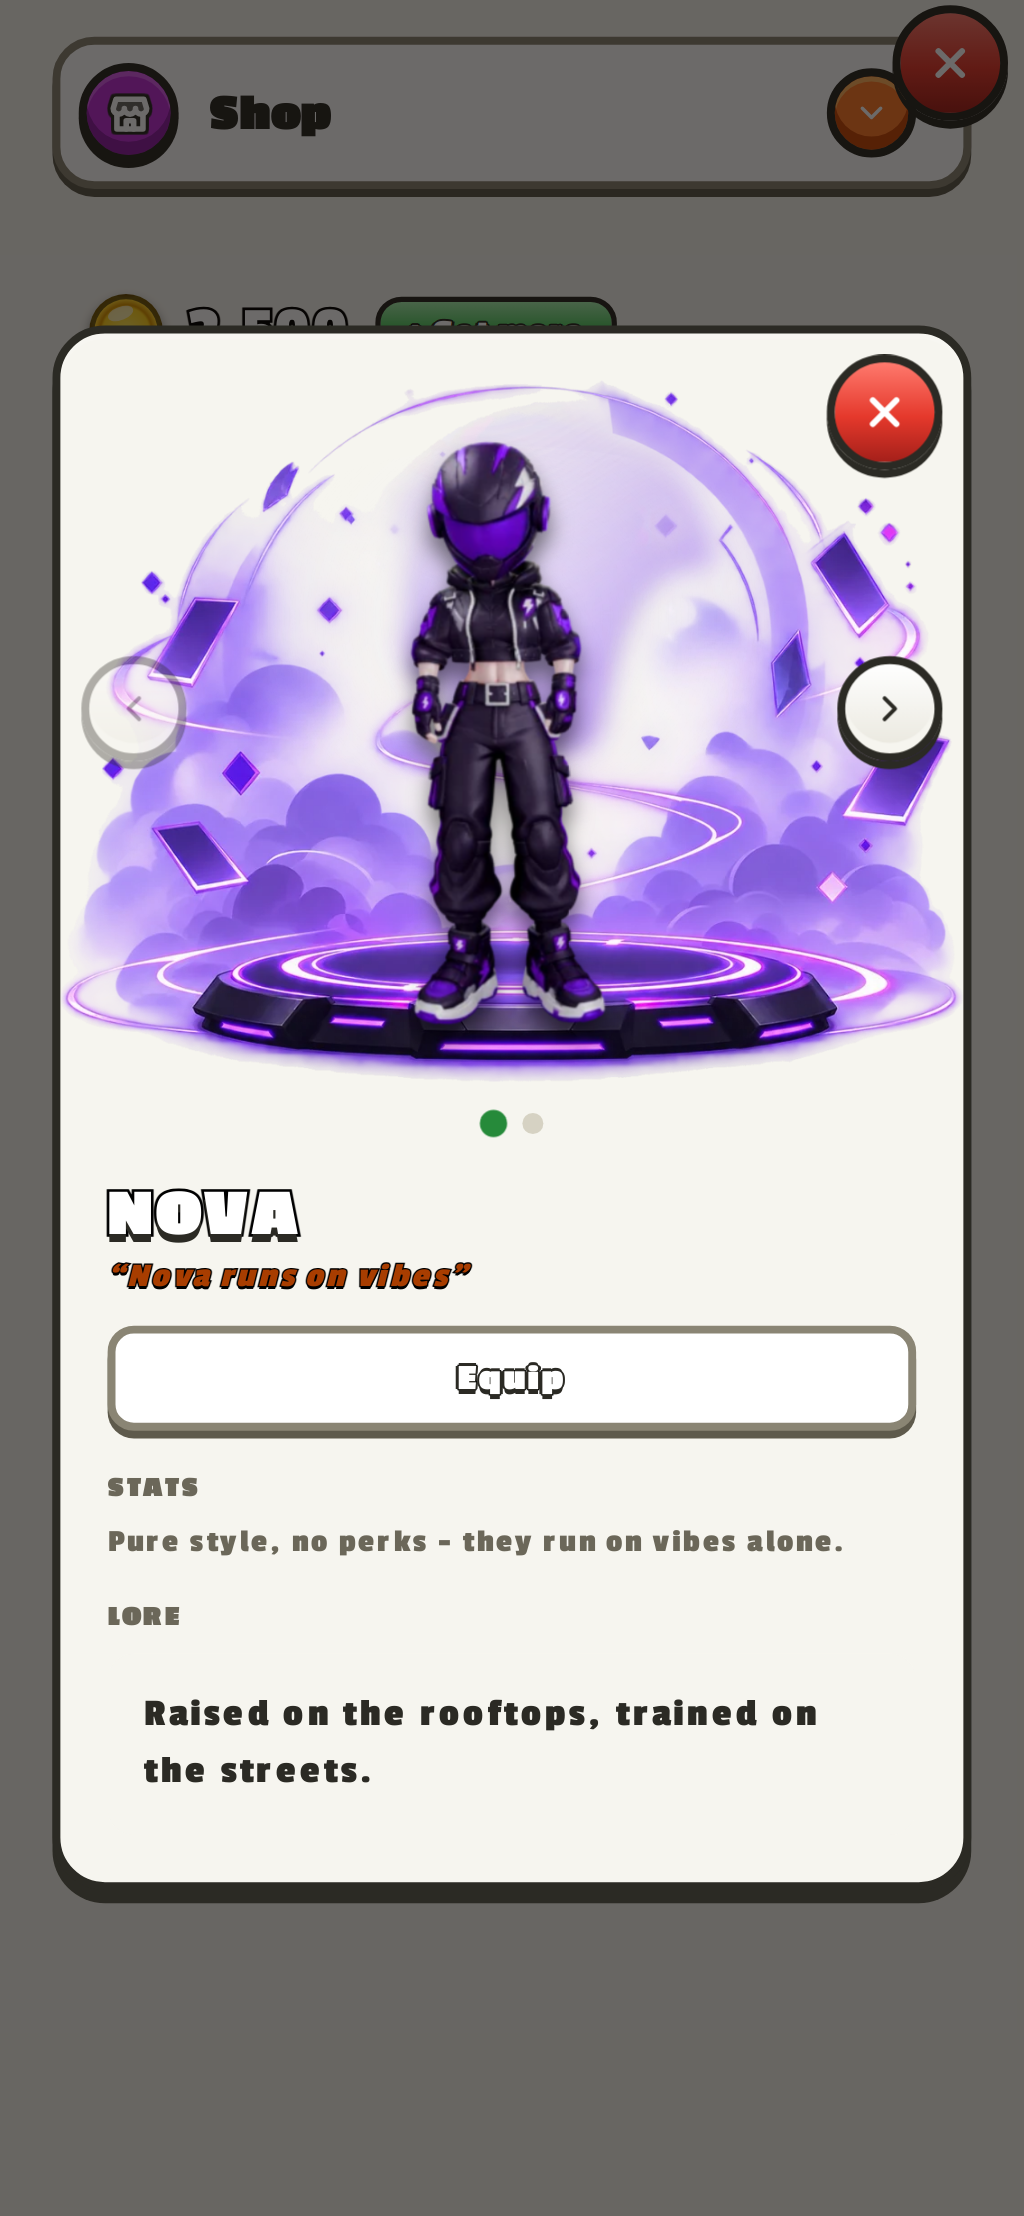 Shop
NOVA
“Nova runs on vibes”
Equip
STATS
Pure style, no perks - they run on vibes alone.
LORE
Raised on the rooftops, trained on
the streets.